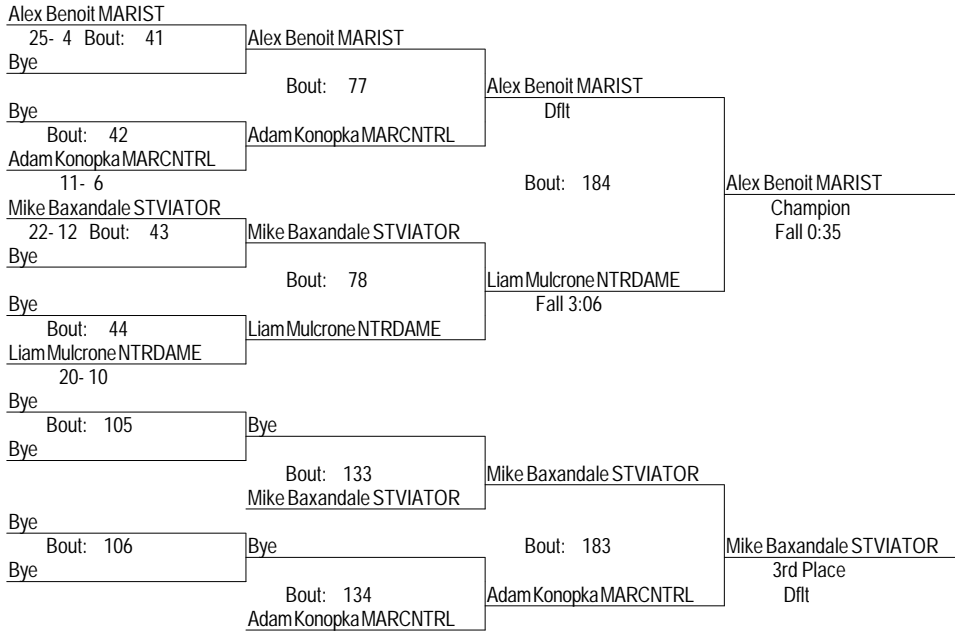 Alex Benoit MARIST
25- 4 Bout: 41
Alex Benoit MARIST
Bye
Bout: 77
Alex Benoit MARIST
Dflt
Bye
Bout: 42
Adam Konopka MARCNTRL
Adam Konopka MARCNTRL
11- 6
Bout: 184
Alex Benoit MARIST
Champion
Fall 0:35
Mike Baxandale STVIATOR
22- 12 Bout: 43
Mike Baxandale STVIATOR
Bye
Bout: 78
Liam Mulcrone NTRDAME
Fall 3:06
Bye
Bout: 44
Liam Mulcrone NTRDAME
Liam Mulcrone NTRDAME
20- 10
Bye
Bout: 105
Bye
Bye
Bout: 133
Mike Baxandale STVIATOR
Mike Baxandale STVIATOR
Bye
Bout: 106
Bye
Bye
Bout: 183
Mike Baxandale STVIATOR
3rd Place
Dflt
Bout: 134
Adam Konopka MARCNTRL
Adam Konopka MARCNTRL